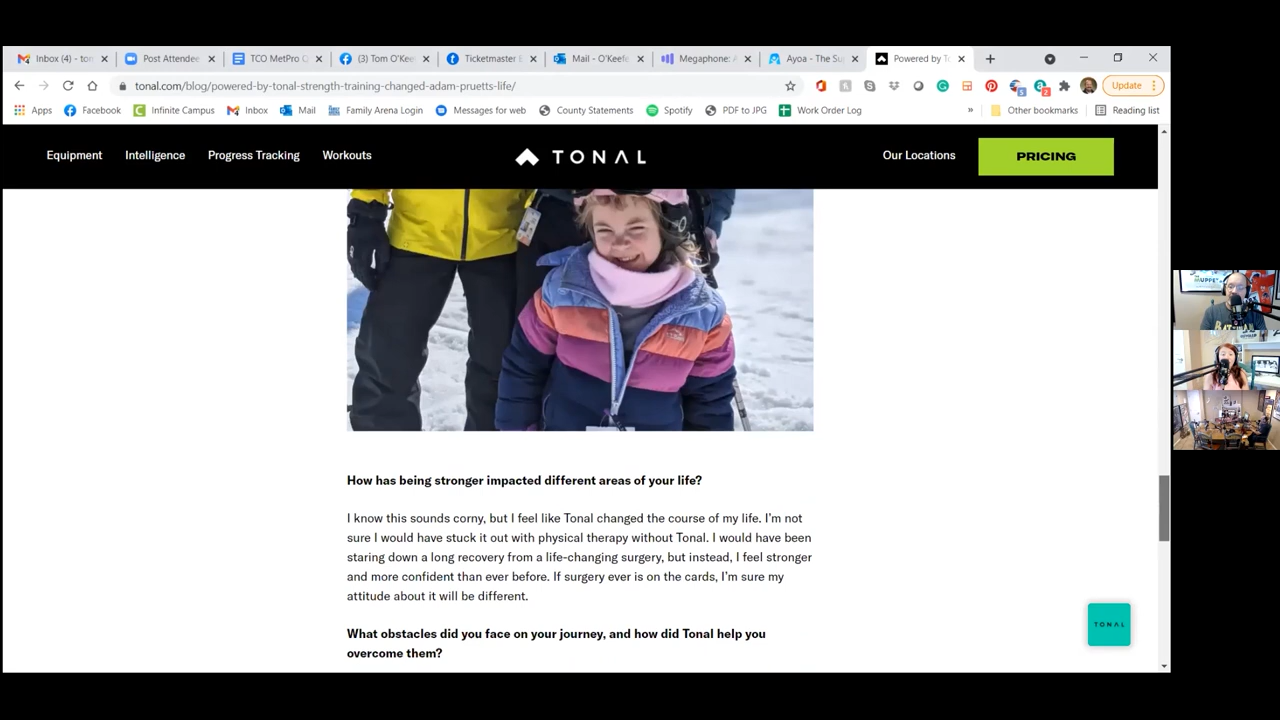 Inbox (4) - ton
Post Attendee
TCO MetPro Q
(3) Tom O'Kee
Ticketmaster E
Mail - O'Keefe,
Megaphone: A
Ayoa - The Su
Powered by To
tonal.com/blog/powered-by-tonal-strength-training-changed-adari-pruetts-life/
Update
Apps
Facebook
Infinite Campus
Inbox
Mail
Family Arena Login
Messages for web
County Statements
Spotify
PDF to JPG
Work Order Log
»
Other bookmarks
Reading list
Equipment
Intelligence
Progress Tracking
Workouts
TONAL
Our Locations
PRICING
How has being stronger impacted different areas of your life?
I know this sounds corny, but I feel like Tonal changed the course of my life. I'm not
sure I would have stuck it out with physical therapy without Tonal. I would have been
staring down a long recovery from a life-changing surgery, but instead, I feel stronger
and more confident than ever before. If surgery ever is on the cards, I'm sure my
attitude about it will be different.
What obstacles did you face on your journey, and how did Tonal help you
overcome them?
TONAL